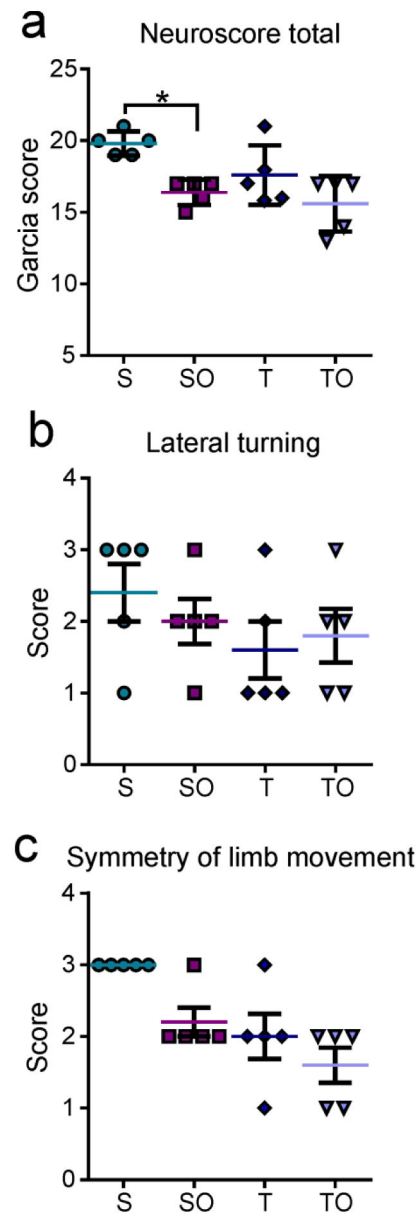 a
Neuroscore total
25
*
20
15
10
5
Garcia score
S SO T TO
b
Lateral turning
4
3
2
1
0
Score
S SO T TO
c
Symmetry of limb movement
4
3
2
1
0
Score
S SO T TO